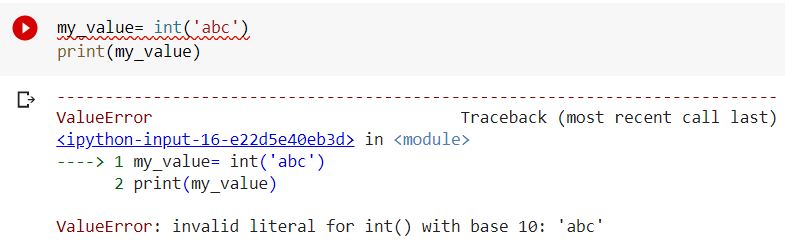 my_value= int('abc')
print(my_value)
---------------------------------------------------------------------------
ValueError                                Traceback (most recent call last)
<ipython-input-16-e22d5e40eb3d> in <module>
----> 1 my_value= int('abc')
      2 print(my_value)

ValueError: invalid literal for int() with base 10: 'abc'